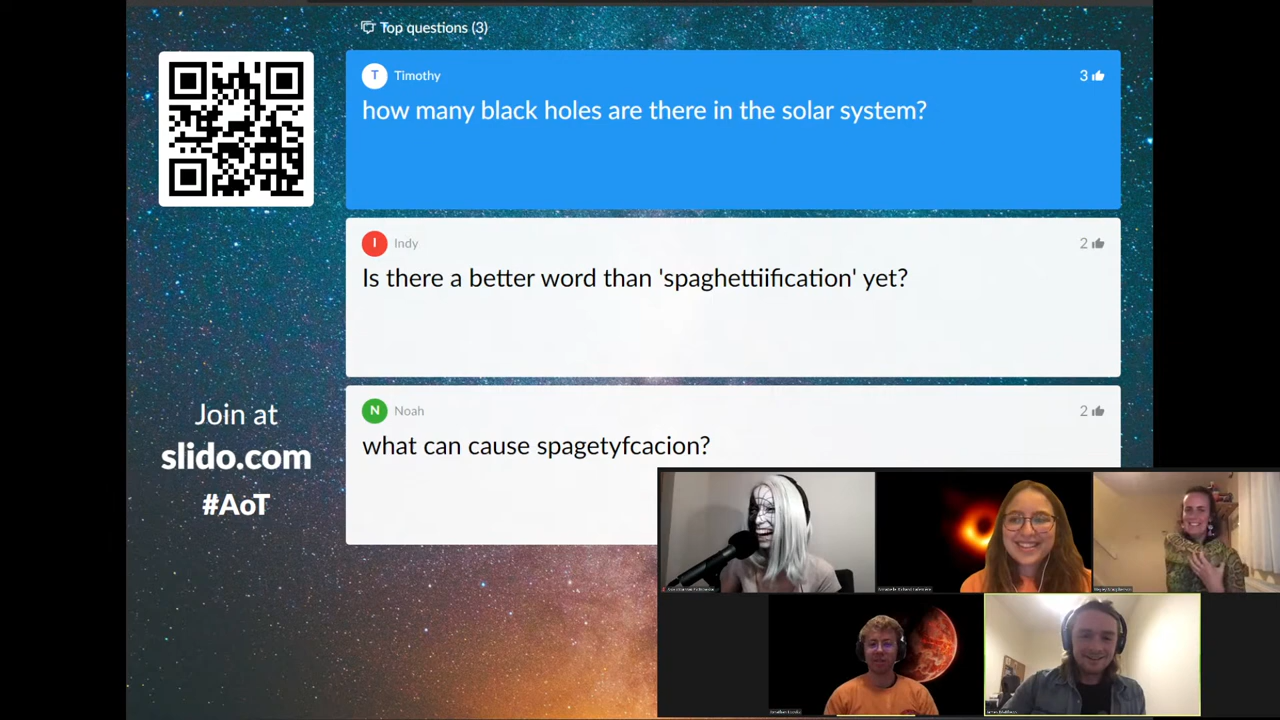 Top questions (3)
T Timothy 3
how many black holes are there in the solar system?
I Indy 2
Is there a better word than 'spaghettiification' yet?
N Noah 2
what can cause spagetyfcacion?
Join at
slido.com
#AoT